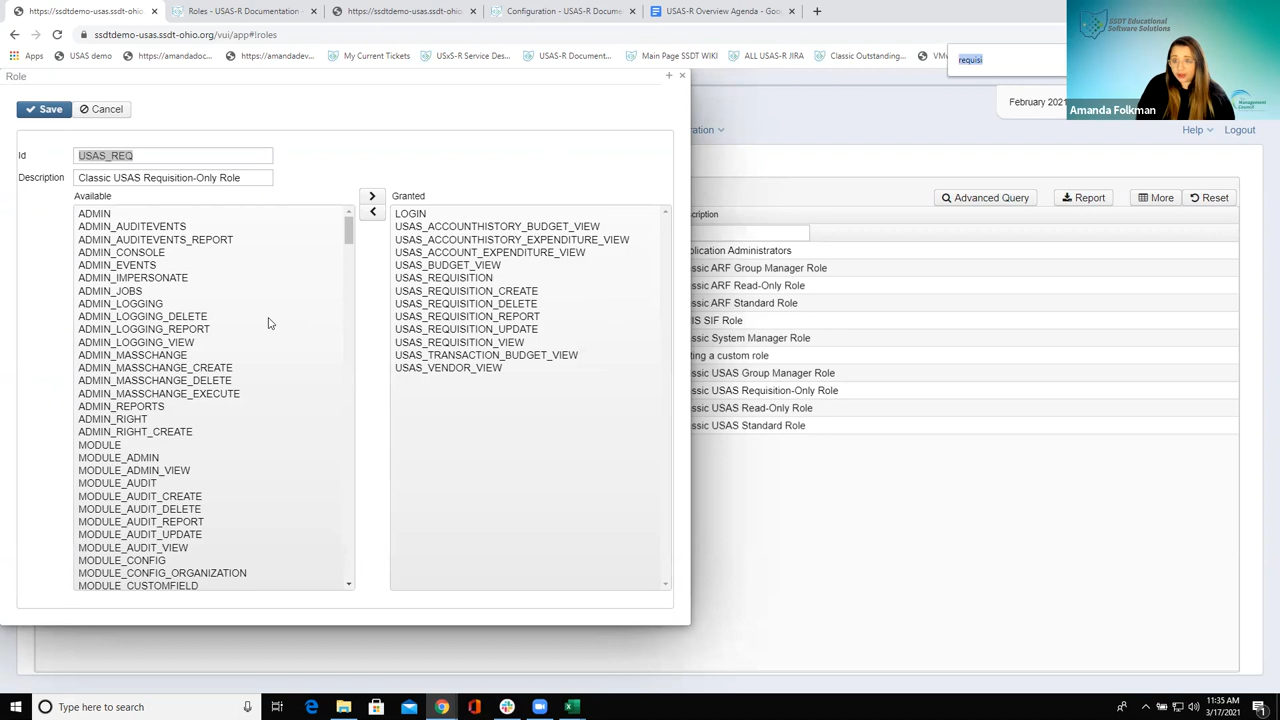 https://ssdtdemo-usas.ssdt-ohio
Roles - USAS-R Documentation -
https://ssdtdemo-usas.ssdt-ohio
Configuration - USAS-R Document
USAS-R Overview Agenda - Goo
ssdtdemo-usas.ssdt-ohio.org/vui/app#!roles
Apps
USAS demo
https://amandadoc...
https://amandadev...
My Current Tickets
USxS-R Service Des...
USAS-R Document...
Main Page SSDT WIKI
ALL USAS-R JIRA
Classic Outstandin...
requisi
SSDT Educational
Software Solutions
Management
Council
Amanda Folkman
Role
Save
Cancel
February 2021
ration
Help
Logout
Id
USAS_REQ
Description
Classic USAS Requisition-Only Role
Available
Granted
ADMIN
ADMIN_AUDITEVENTS
ADMIN_AUDITEVENTS_REPORT
ADMIN_CONSOLE
ADMIN_EVENTS
ADMIN_IMPERSONATE
ADMIN_JOBS
ADMIN_LOGGING
ADMIN_LOGGING_DELETE
ADMIN_LOGGING_REPORT
ADMIN_LOGGING_VIEW
ADMIN_MASSCHANGE
ADMIN_MASSCHANGE_CREATE
ADMIN_MASSCHANGE_DELETE
ADMIN_MASSCHANGE_EXECUTE
ADMIN_REPORTS
ADMIN_RIGHT
ADMIN_RIGHT_CREATE
MODULE
MODULE_ADMIN
MODULE_ADMIN_VIEW
MODULE_AUDIT
MODULE_AUDIT_CREATE
MODULE_AUDIT_DELETE
MODULE_AUDIT_REPORT
MODULE_AUDIT_UPDATE
MODULE_AUDIT_VIEW
MODULE_CONFIG
MODULE_CONFIG_ORGANIZATION
MODULE_CUSTOMFIELD
LOGIN
USAS_ACCOUNTHISTORY_BUDGET_VIEW
USAS_ACCOUNTHISTORY_EXPENDITURE_VIEW
USAS_ACCOUNT_EXPENDITURE_VIEW
USAS_BUDGET_VIEW
USAS_REQUISITION
USAS_REQUISITION_CREATE
USAS_REQUISITION_DELETE
USAS_REQUISITION_REPORT
USAS_REQUISITION_UPDATE
USAS_REQUISITION_VIEW
USAS_TRANSACTION_BUDGET_VIEW
USAS_VENDOR_VIEW
Advanced Query
Report
More
Reset
scription
plication Administrators
ssic ARF Group Manager Role
ssic ARF Read-Only Role
ssic ARF Standard Role
IS SIF Role
ssic System Manager Role
ting a custom role
ssic USAS Group Manager Role
ssic USAS Requisition-Only Role
ssic USAS Read-Only Role
ssic USAS Standard Role
Type here to search
11:35 AM
3/17/2021
1